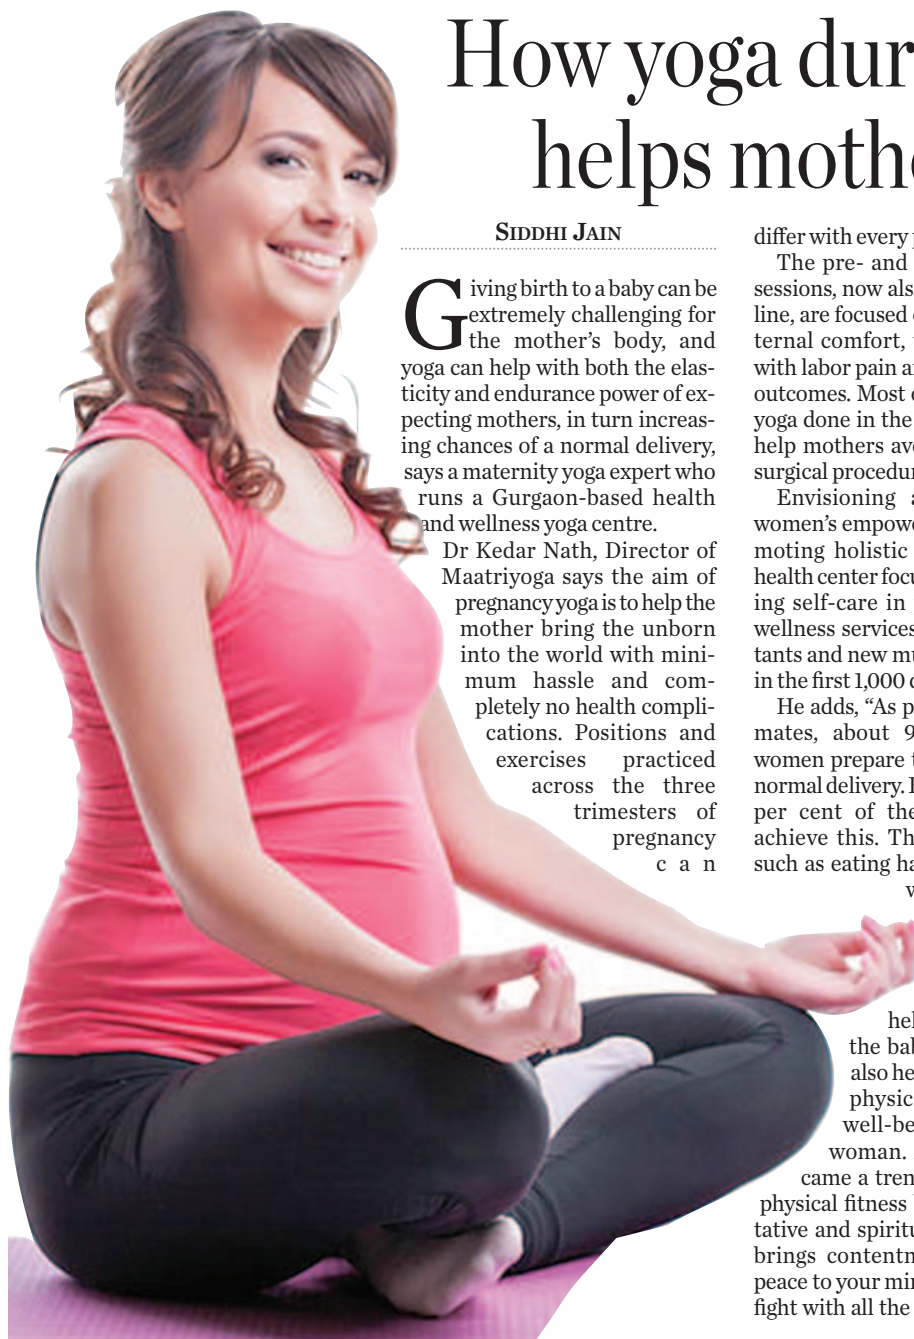 How yoga dur
helps moth
SIDDHI JAIN
Giving birth to a baby can be
extremely challenging for
the mother's body, and
yoga can help with both the elas-
ticity and endurance power of ex-
pecting mothers, in turn increas-
ing chances of a normal delivery,
says a maternity yoga expert who
runs a Gurgaon-based health
and wellness yoga centre.
Dr Kedar Nath, Director of
Maatriyoga says the aim of
pregnancy yoga is to help the
mother bring the unborn
into the world with mini-
mum hassle and com-
pletely no health compli-
cations. Positions and
exercises practiced
across the three
trimesters of
pregnancy
can
differ with every
The pre- and
sessions, now als
line, are focused
ternal comfort,
with labor pain a
outcomes. Most
yoga done in the
help mothers av
surgical procedu
Envisioning
women's empow
moting holistic
health center focu
ing self-care in
wellness services
tants and new mu
in the first 1,000
He adds, “As p
mates, about 9
women prepare t
normal delivery.
per cent of the
achieve this. Th
such as eating ha
w
hel
the bab
also he
physic
well-be
woman.
came a tren
physical fitness
tative and spiritu
brings contentn
peace to your min
fight with all the